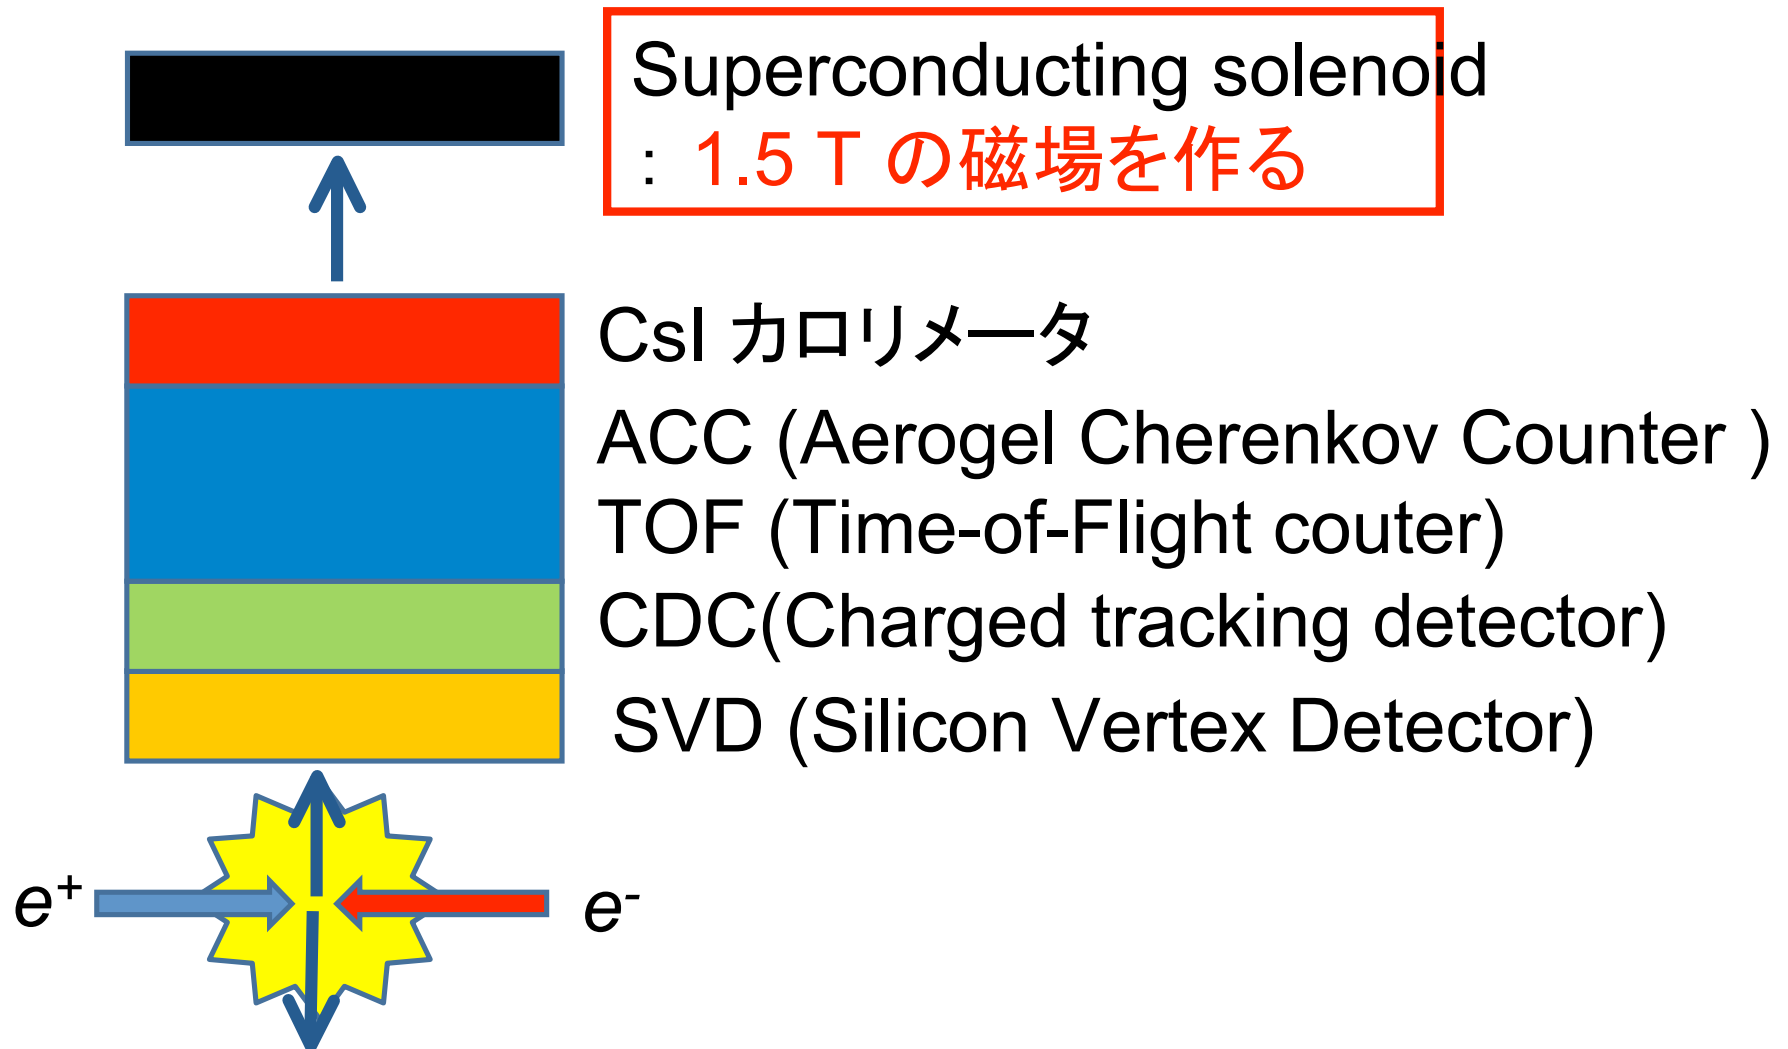 Superconducting solenoid
: 1.5 T の磁場を作る
CsI カロリメータ
ACC (Aerogel Cherenkov Counter )
TOF (Time-of-Flight couter)
CDC(Charged tracking detector)
SVD (Silicon Vertex Detector)
e+ e-